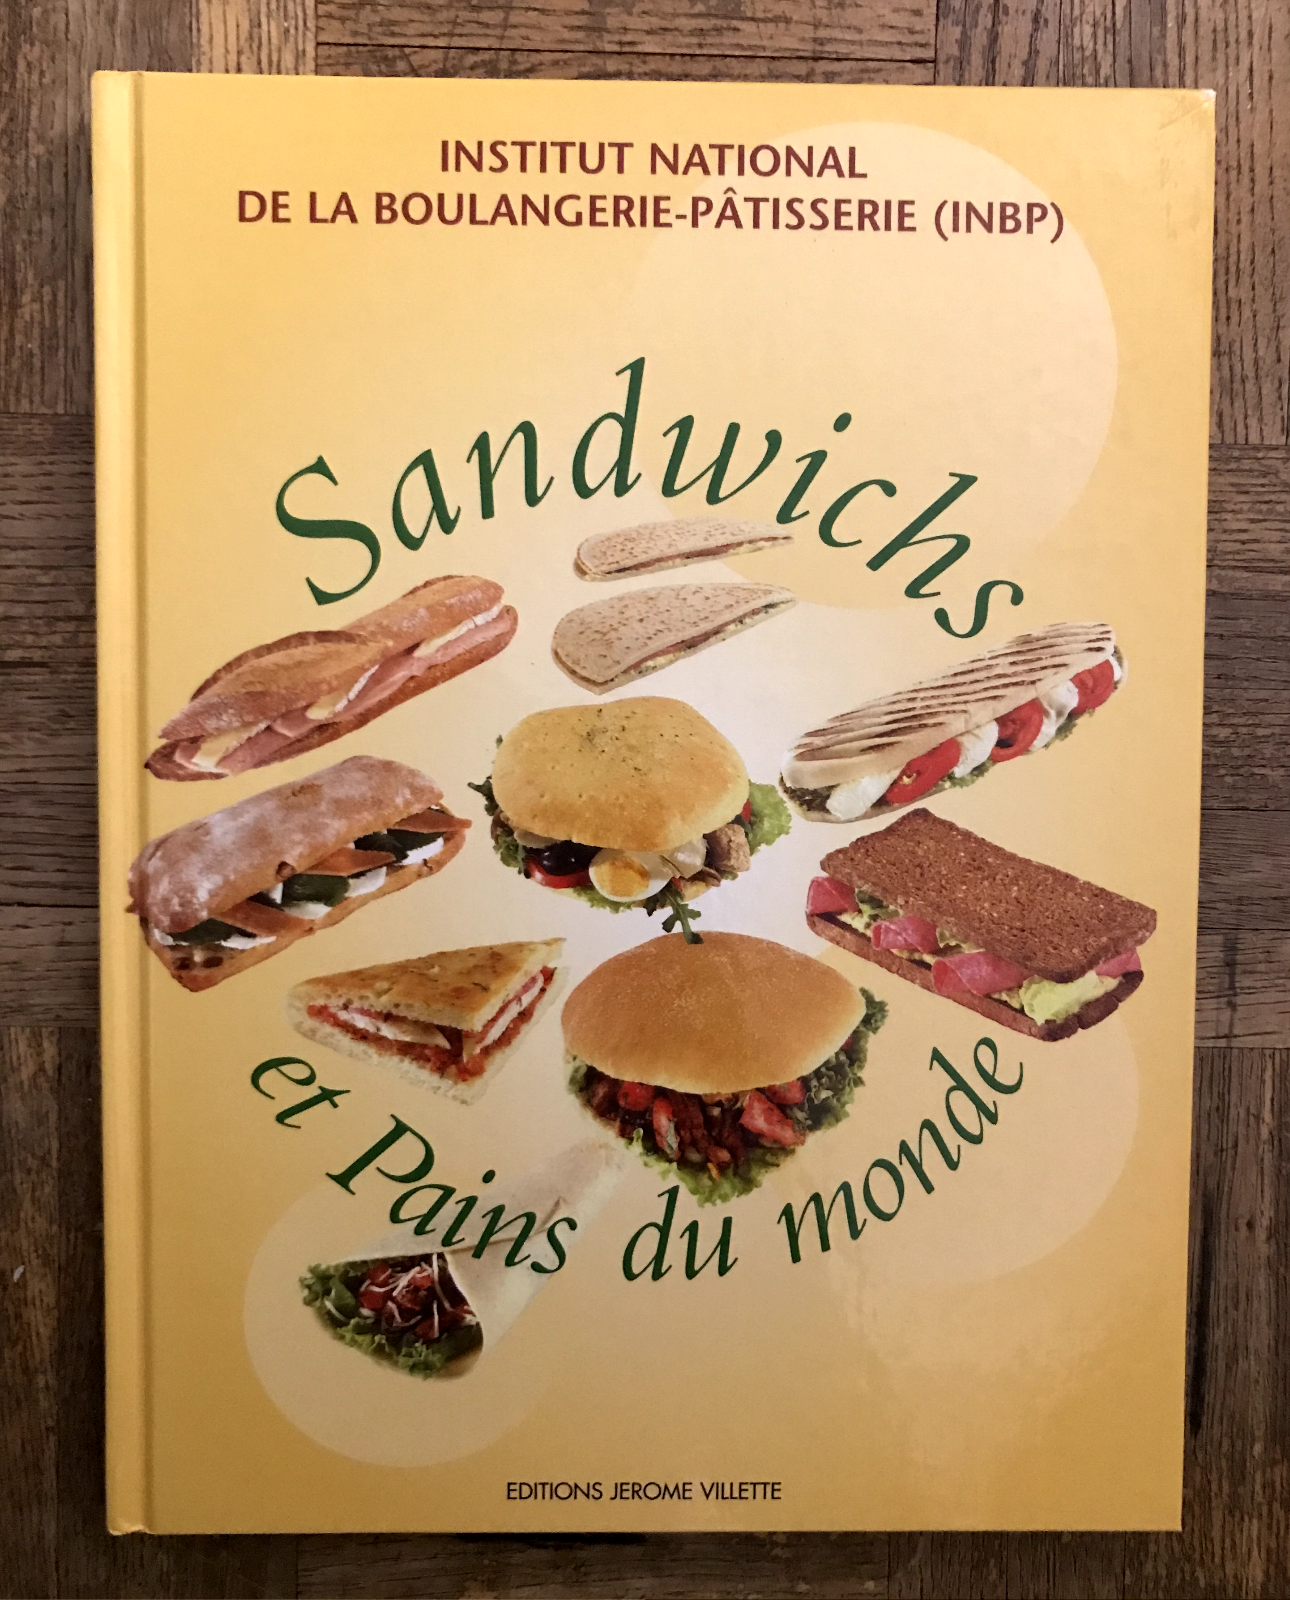 INSTITUT NATIONAL
DE LA BOULANGERIE-PÂTISSERIE (INBP)
Sandwichs
et Pains du monde
EDITIONS JEROME VILLETTE